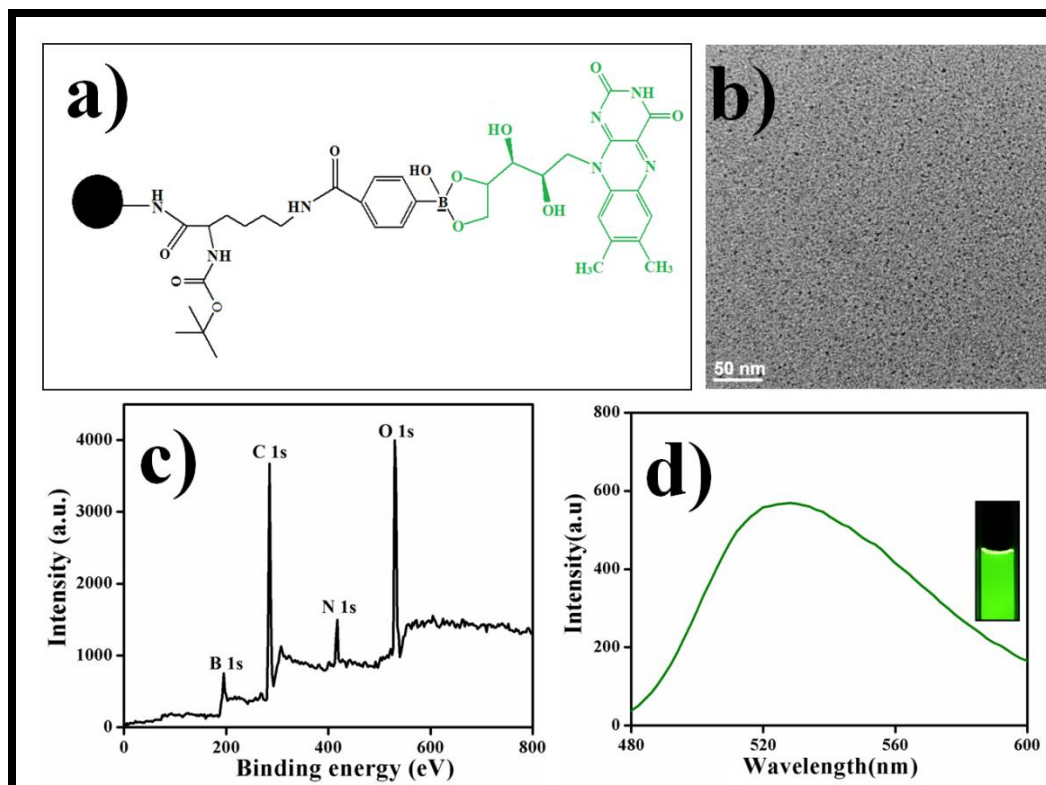 a)
O
O
NH
N
O
HO
N
N
HO
OH
B
O
O
O
NH
H
N
O
NH
O
O
H₃C
CH₃
b)
50 nm
c)
4000
3000
2000
1000
0
Intensity (a.u.)
B 1s
C 1s
N 1s
O 1s
0 200 400 600 800
Binding energy (eV)
d)
800
600
400
200
0
Intensity(a.u)
480 520 560 600
Wavelength(nm)